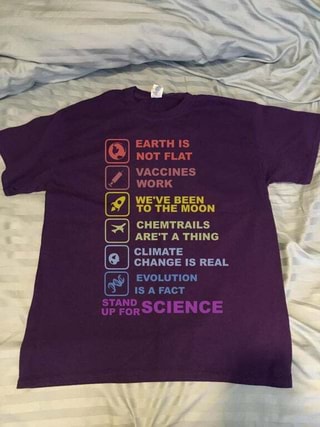 EARTH IS
NOT FLAT
VACCINES
WORK
WE'VE BEEN
TO THE MOON
CHEMTRAILS
ARE'T A THING
CLIMATE
CHANGE IS REAL
EVOLUTION
IS A FACT
STAND
UP FOR SCIENCE